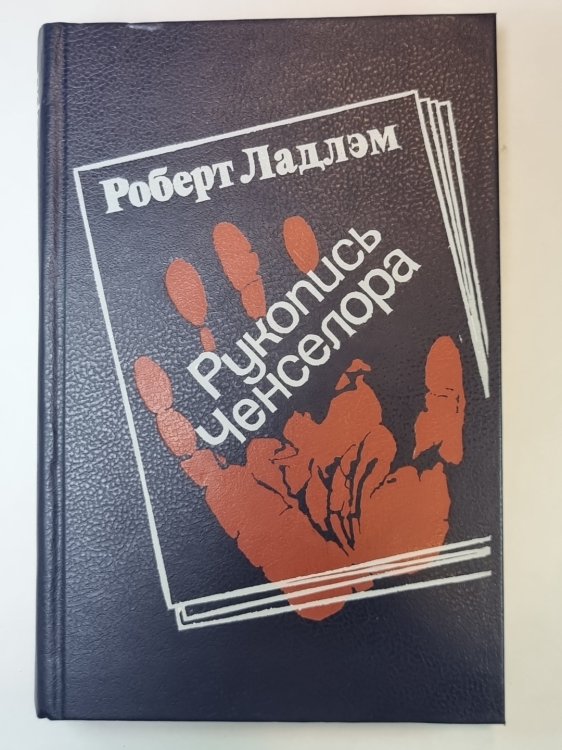 Роберт Ладлэм
Рукопись
Ченселора